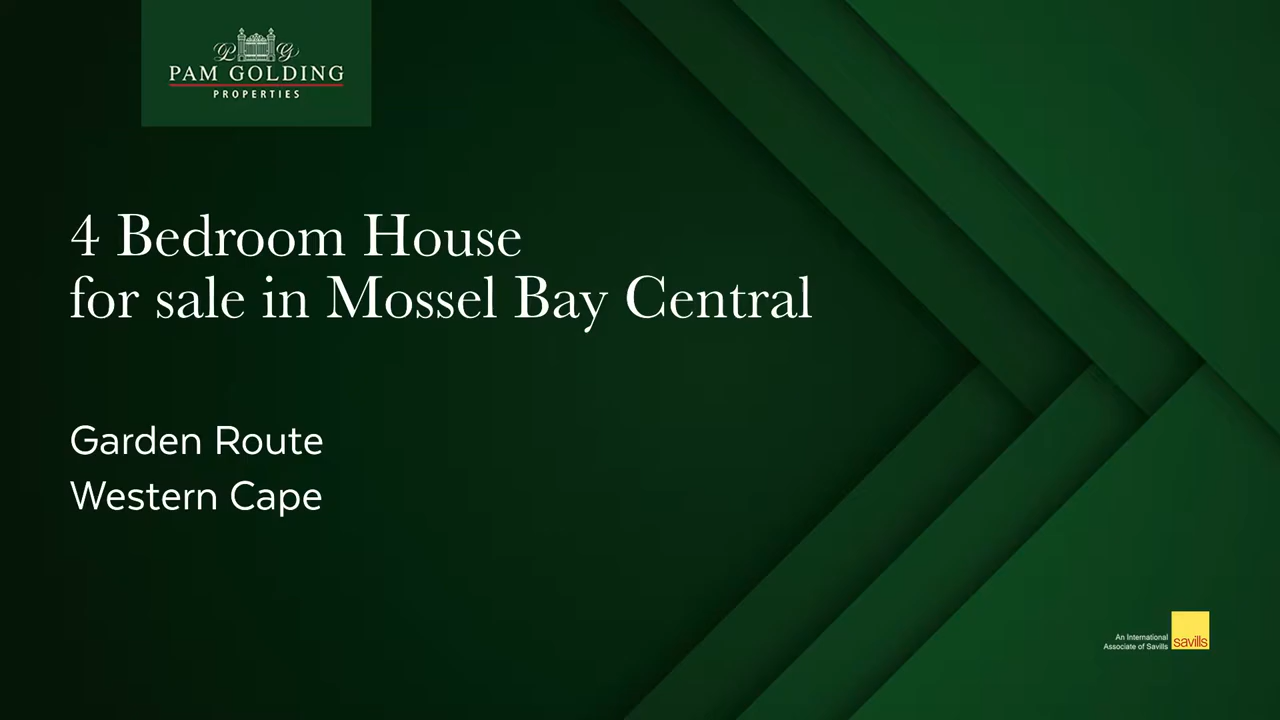 P G
PAM GOLDING
PROPERTIES
4 Bedroom House
for sale in Mossel Bay Central
Garden Route
Western Cape
An International
Associate of Savills
savills